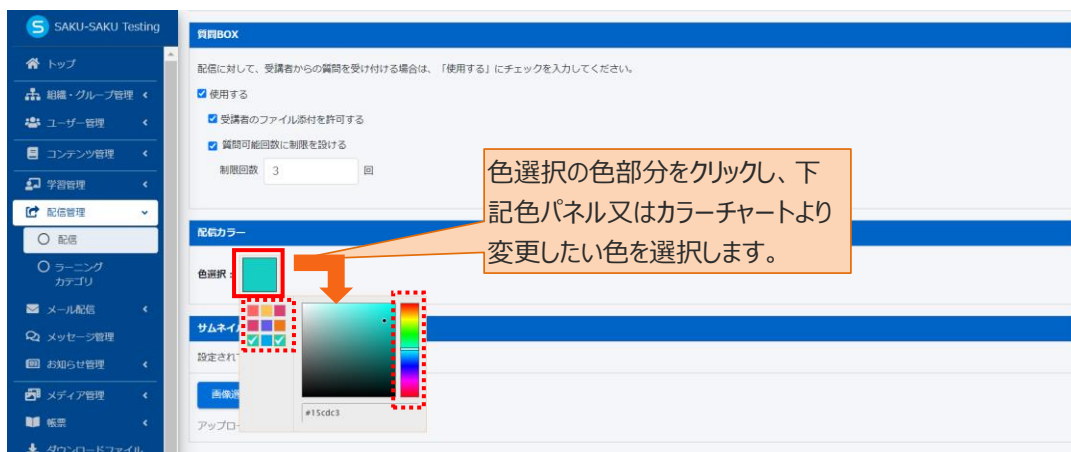 SAKU-SAKU Testing
トップ
組織・グループ管理
ユーザー管理
コンテンツ管理
学習管理
配信管理
配信
ラーニング
カテゴリ
メール配信
メッセージ管理
お知らせ管理
メディア管理
帳票
ダウンロードファイル
質問BOX
配信に対して、受講者からの質問を受け付ける場合は、「使用する」にチェックを入力してください。
使用する
受講者のファイル添付を許可する
質問可能回数に制限を設ける
制限回数 3 回
色選択の色部分をクリックし、下
記色パネル又はカラーチャートより
変更したい色を選択します。
配信カラー
色選択：
サムネイル
設定され
画像
#15cdc3
アップロー